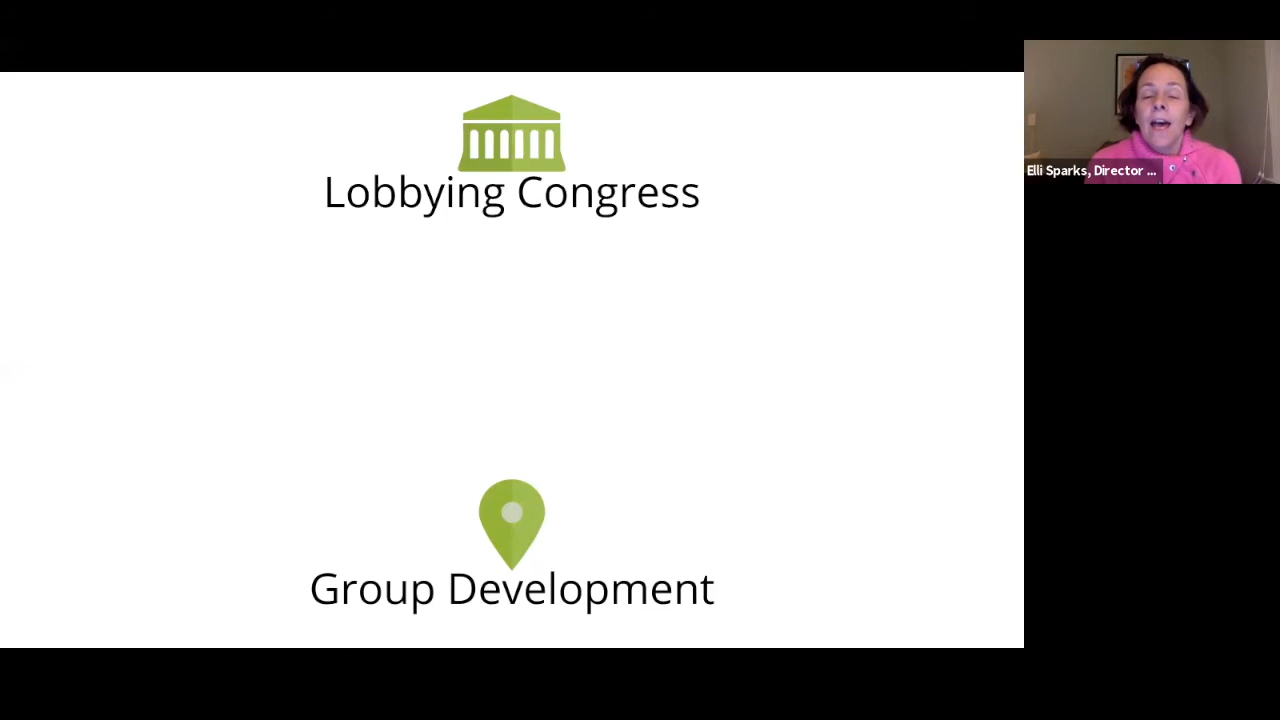 Lobbying Congress
Elli Sparks, Director ...
Group Development